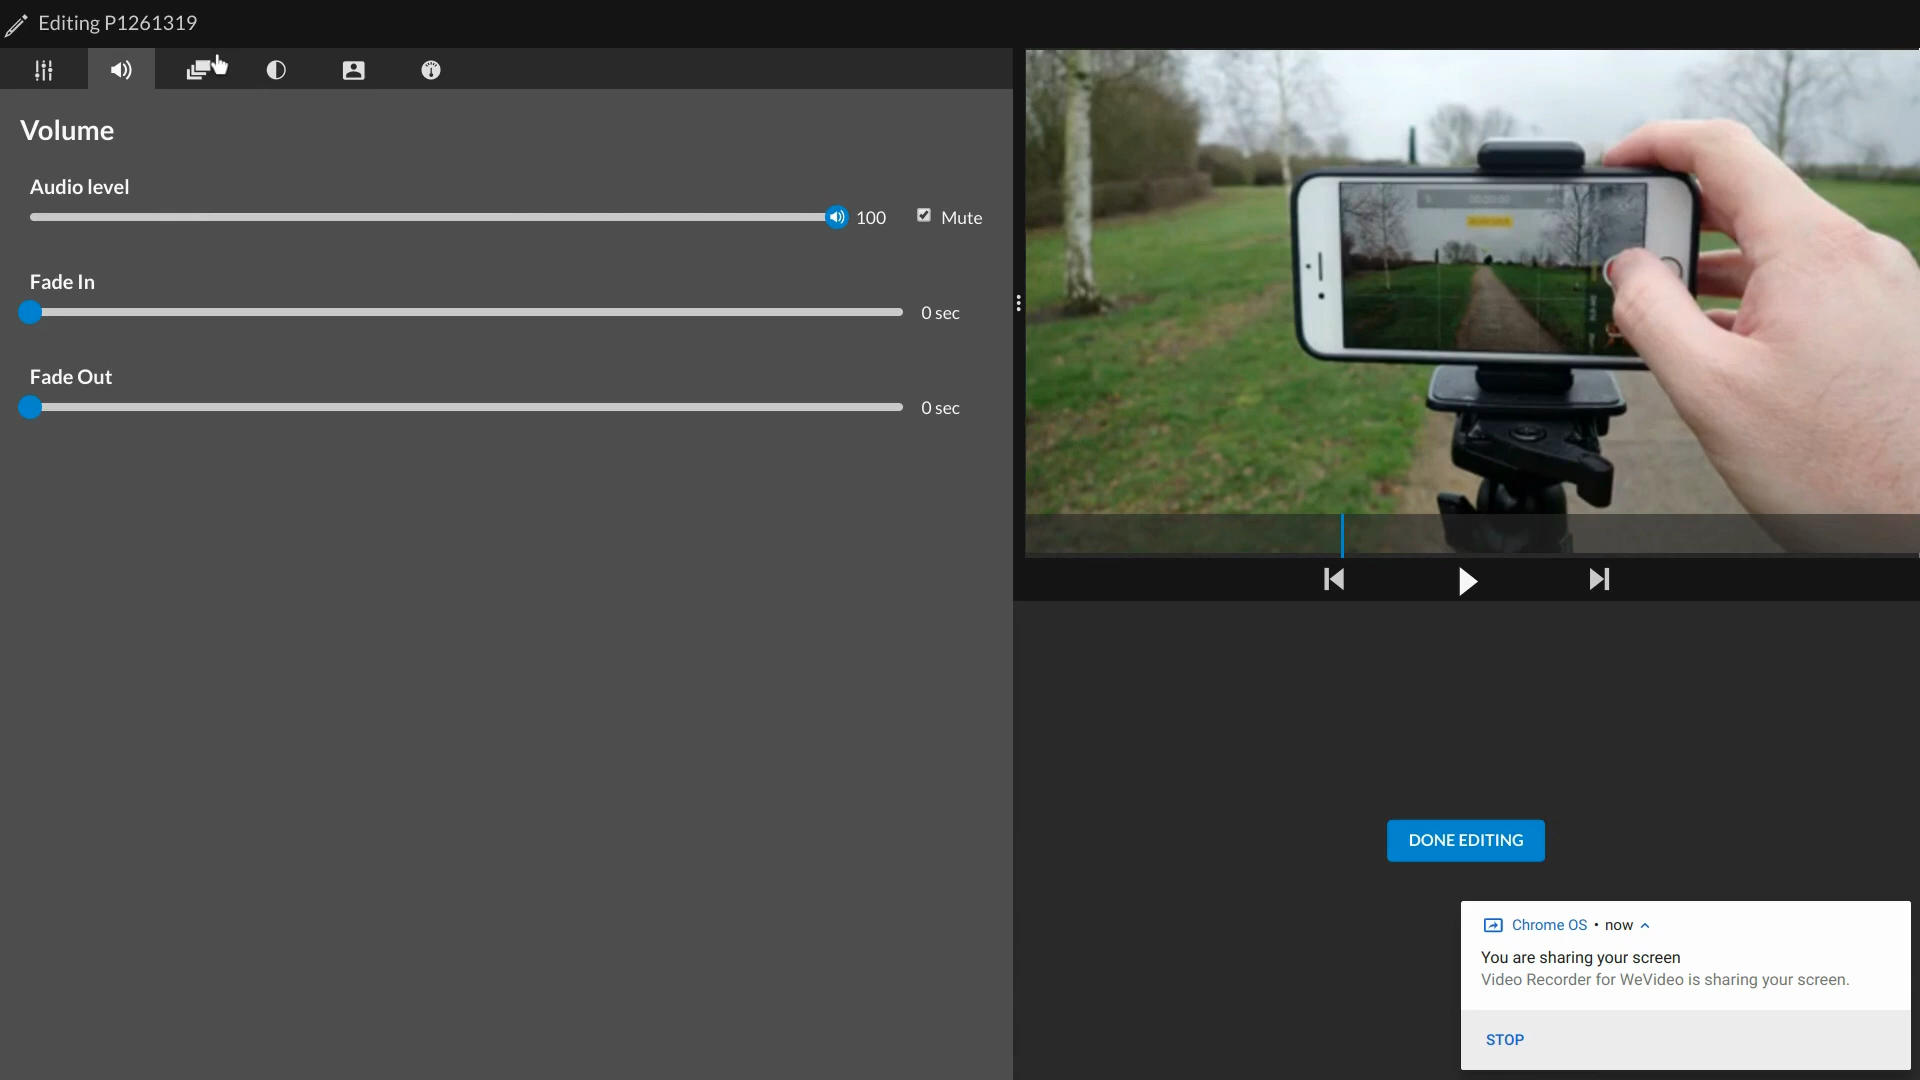 Editing P1261319
Volume
Audio level
100 Mute
Fade In
0 sec
Fade Out
0 sec
DONE EDITING
Chrome OS • now
You are sharing your screen
Video Recorder for WeVideo is sharing your screen.
STOP